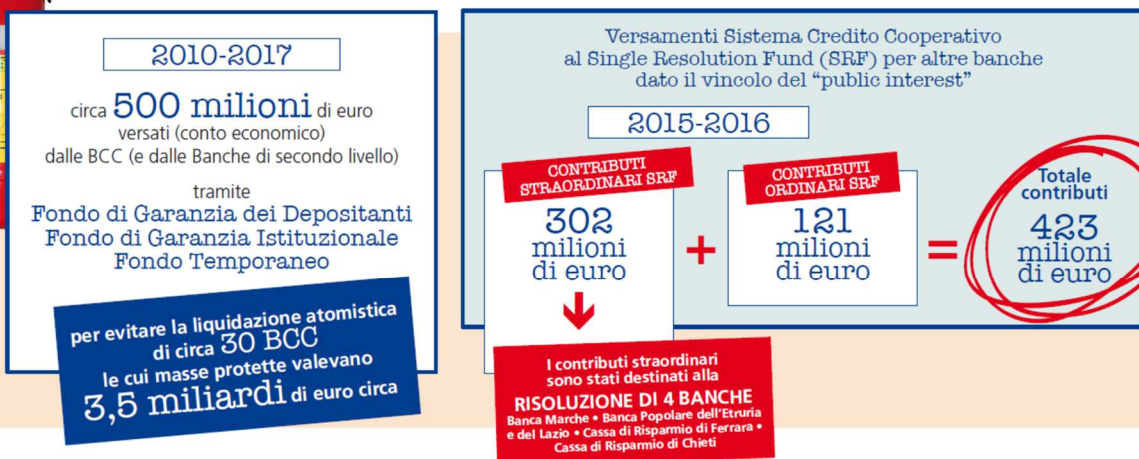 2010-2017
circa 500 milioni di euro
versati (conto economico)
dalle BCC (e dalle Banche di secondo livello)
tramite
Fondo di Garanzia dei Depositanti
Fondo di Garanzia Istituzionale
Fondo Temporaneo
per evitare la liquidazione atomistica
di circa 30 BCC
le cui masse protette valevano
3,5 miliardi di euro circa
Versamenti Sistema Credito Cooperativo
al Single Resolution Fund (SRF) per altre banche
dato il vincolo del “public interest”
2015-2016
CONTRIBUTI
STRAORDINARI SRF
302
milioni
di euro
+
CONTRIBUTI
ORDINARI SRF
121
milioni
di euro
=
Totale
contributi
423
milioni
di euro
I contributi straordinari
sono stati destinati alla
RISOLUZIONE DI 4 BANCHE
Banca Marche • Banca Popolare dell'Etruria
e del Lazio • Cassa di Risparmio di Ferrara •
Cassa di Risparmio di Chieti